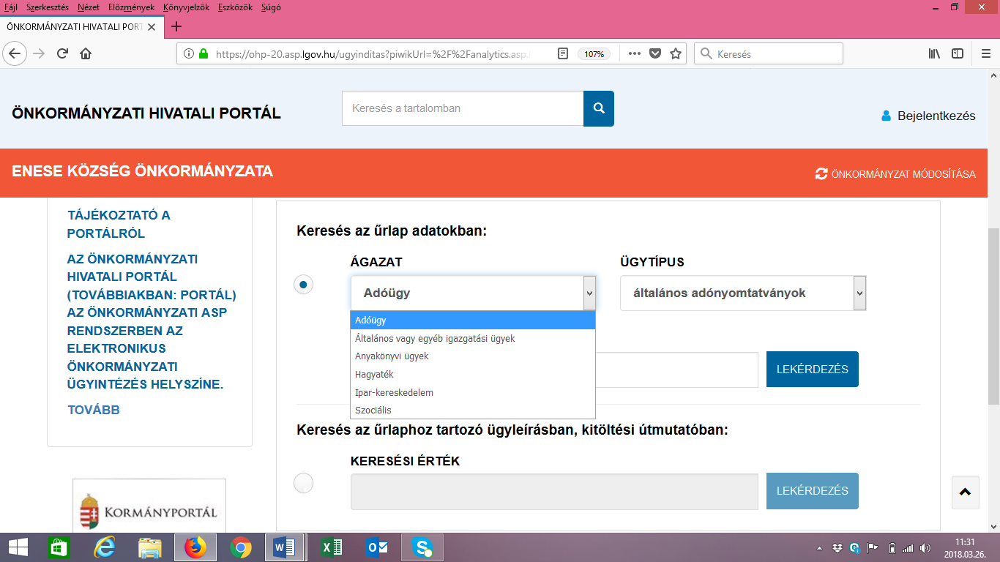 Fájl Szerkesztés Nézet Előzmények Könyvjelzők Eszközök Súgó
ÖNKORMÁNYZATI HIVATALI PORT
https://ohp-20.asp.lgov.hu/ugyinditas?piwikUrl=%2F%2Fanalytics.asp.
107%
Keresés
ÖNKORMÁNYZATI HIVATALI PORTÁL
Keresés a tartalomban
Bejelentkezés
ENESE KÖZSÉG ÖNKORMÁNYZATA
ÖNKORMÁNYZAT MÓDOSÍTÁSA
TÁJÉKOZTATÓ A
PORTÁLRÓL
AZ ÖNKORMÁNYZATI
HIVATALI PORTÁL
(TOVÁBBIAKBAN: PORTÁL)
AZ ÖNKORMÁNYZATI ASP
RENDSZERBEN AZ
ELEKTRONIKUS
ÖNKORMÁNYZATI
ÜGYINTÉZÉS HELYSZÍNE.
TOVÁBB
KORMÁNYPORTÁL
Keresés az űrlap adatokban:
ÁGAZAT
ÜGYTÍPUS
Adóügy
általános adónyomtatványok
Adóügy
Általános vagy egyéb igazgatási ügyek
Anyakönyvi ügyek
Hagyaték
Ipar-kereskedelem
Szociális
LEKÉRDEZÉS
Keresés az űrlaphoz tartozó ügyleírásban, kitöltési útmutatóban:
KERESÉSI ÉRTÉK
LEKÉRDEZÉS
11:31
2018.03.26.